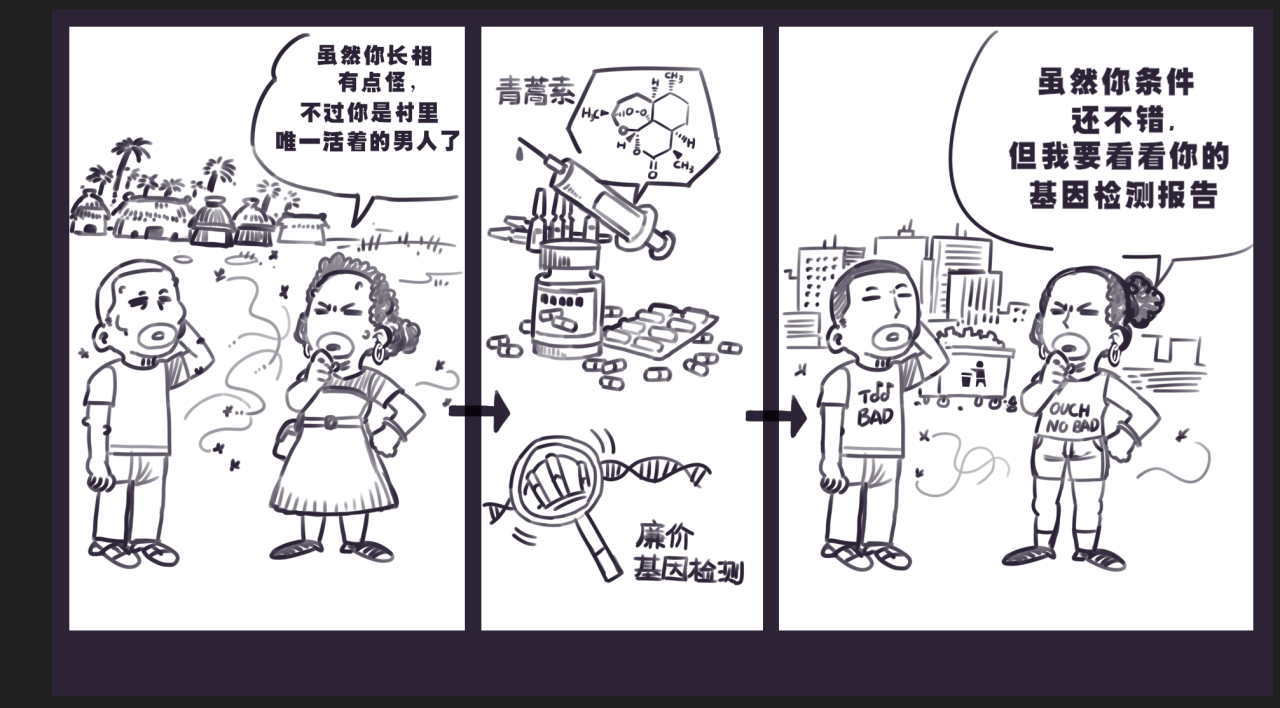 虽然你长相
有点怪，
不过你是村里
唯一活着的男人了
青蒿素
CH3
H
H3C
O-O
O
H
H
O
CH3
O
廉价
基因检测
虽然你条件
还不错，
但我要看看你的
基因检测报告
TOO
BAD
OUCH
NO BAD